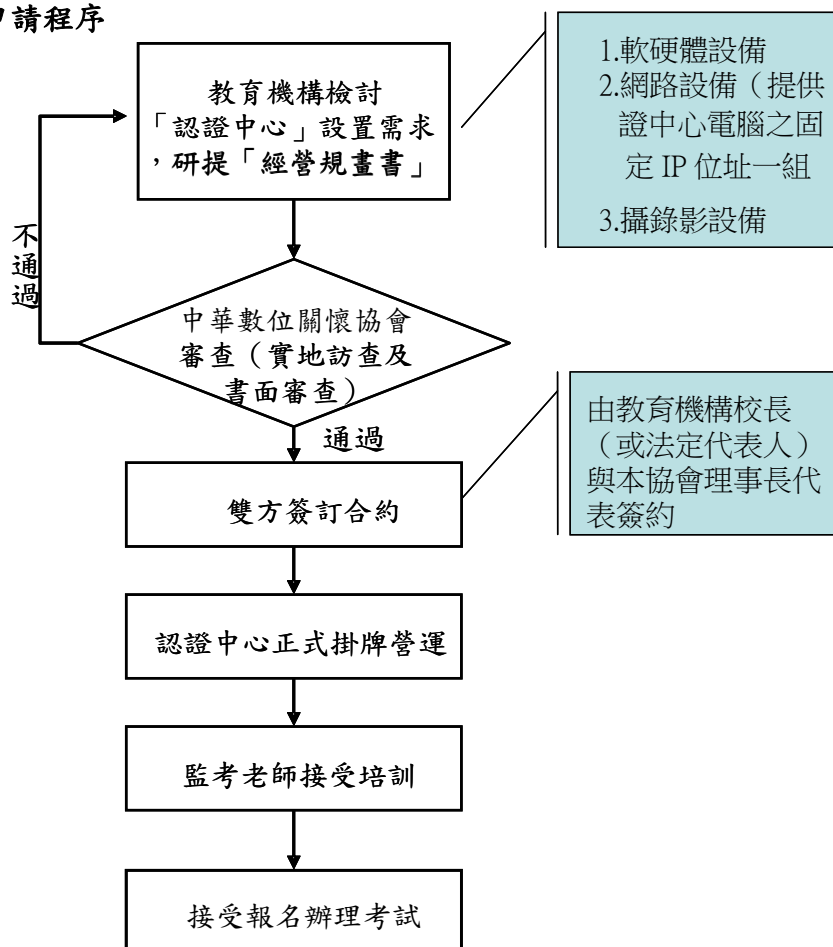 請程序
教育機構檢討
「認證中心」設置需求
，研提「經營規畫書」
1.軟硬體設備
2.網路設備（提供
證中心電腦之固
定 IP 位址一組
3.攝錄影設備
不通過
中華數位關懷協會
審查（實地訪查及
書面審查）
通過
雙方簽訂合約
由教育機構校長
（或法定代表人）
與本協會理事長代
表簽約
認證中心正式掛牌營運
監考老師接受培訓
接受報名辦理考試